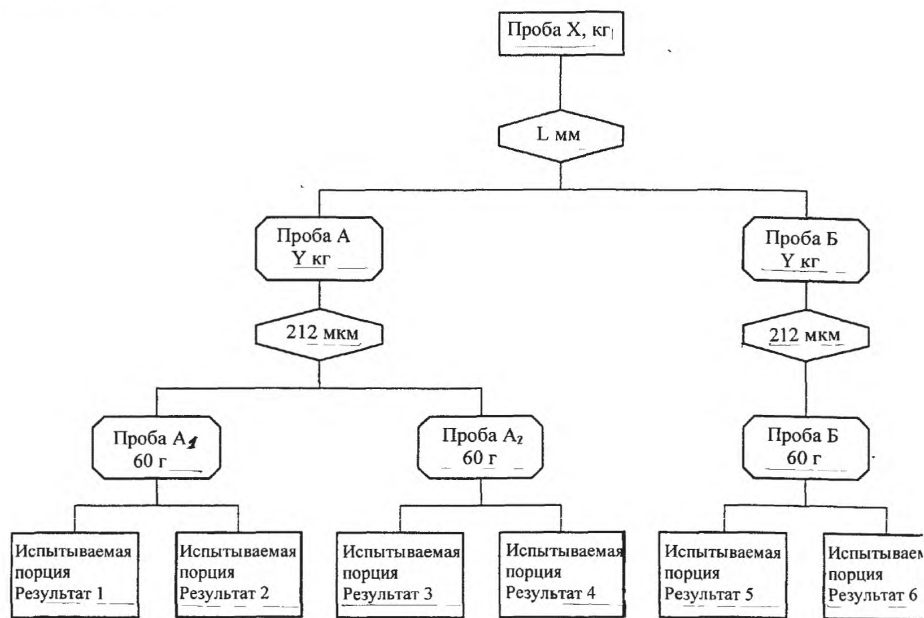 Проба X, кг
L мм
Проба А
Y кг
Проба Б
Y кг
212 мкм
212 мкм
Проба А1
60 г
Проба А2
60 г
Проба Б
60 г
Испытываемая
порция
Результат 1
Испытываемая
порция
Результат 2
Испытываемая
порция
Результат 3
Испытываемая
порция
Результат 4
Испытываемая
порция
Результат 5
Испытываем
порция
Результат 6